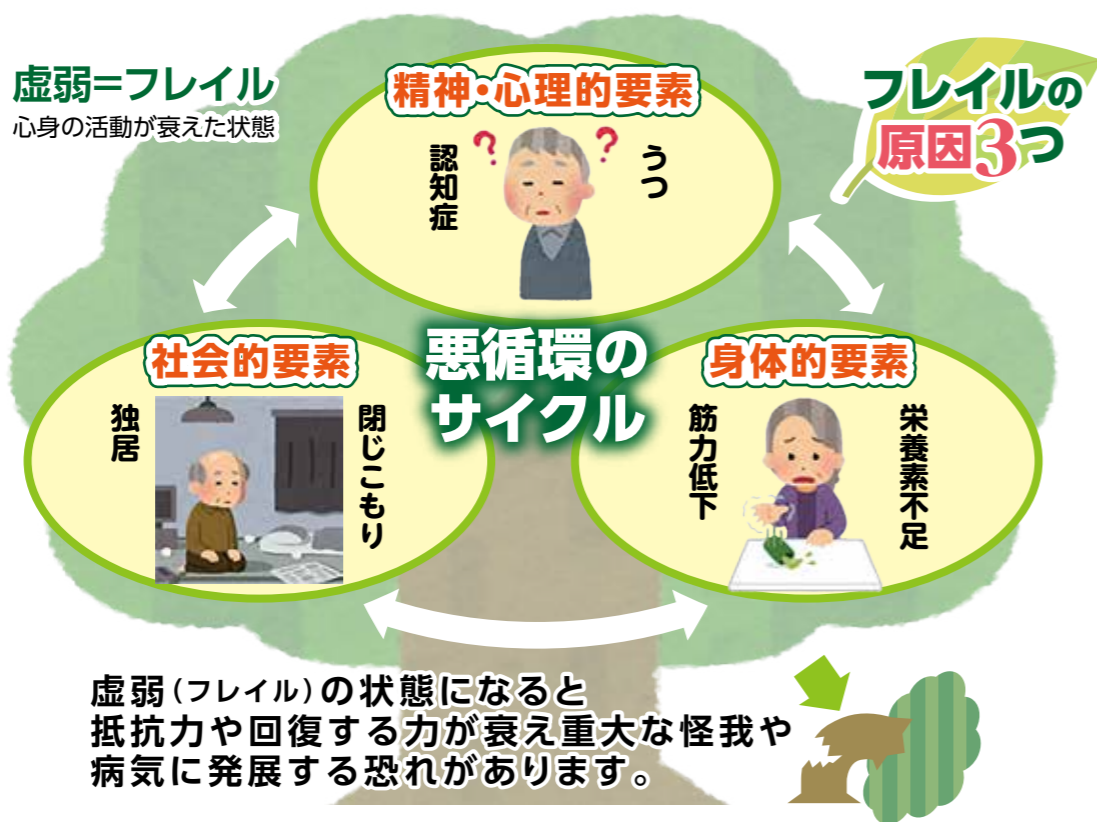 虚弱=フレイル
心身の活動が衰えた状態
フレイルの
原因3つ
精神・心理的要素
認知症
?
?
うつ
悪循環の
サイクル
社会的要素
独居
閉じこもり
身体的要素
筋力低下
栄養素不足
虚弱(フレイル)の状態になると
抵抗力や回復する力が衰え重大な怪我や
病気に発展する恐れがあります。